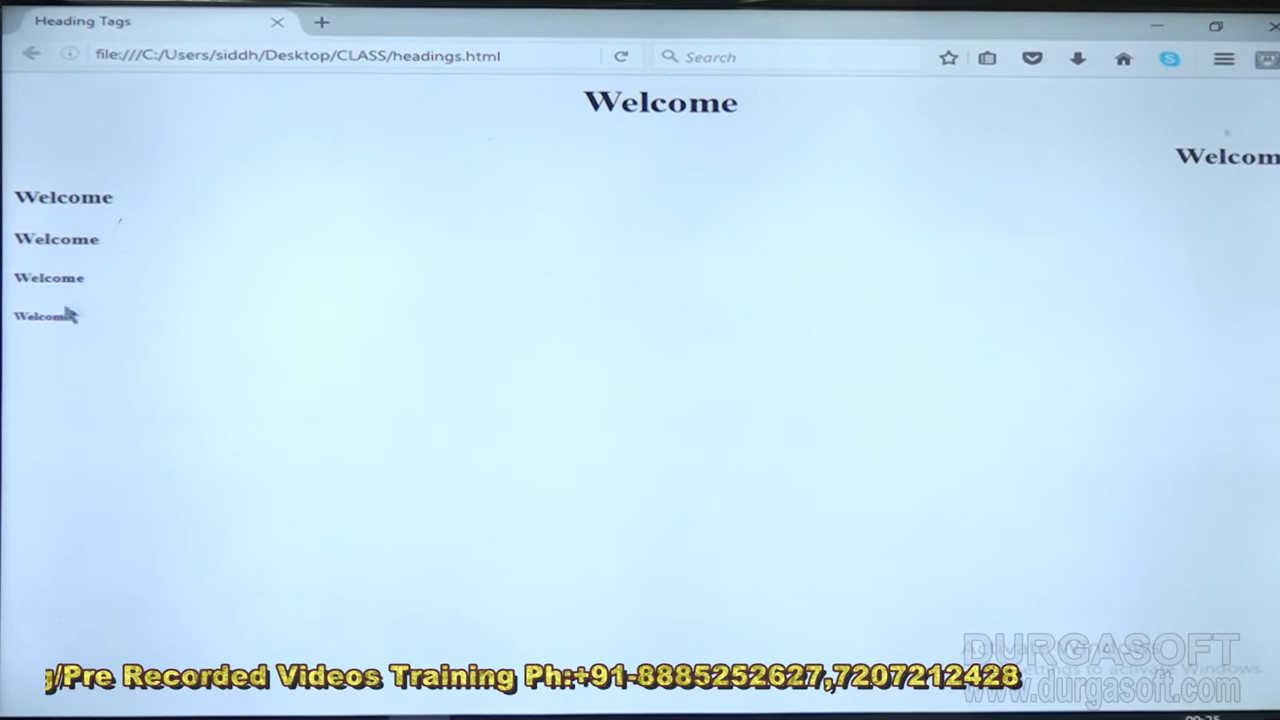 Heading Tags
file:///C:/Users/siddh/Desktop/CLASS/headings.html
Search
Welcome
Welcom
Welcome
Welcome
Welcome
Welcome
DURGASOFT
g/Pre Recorded Videos Training Ph:+91-8885252627,7207212428
www.durgasoft.com